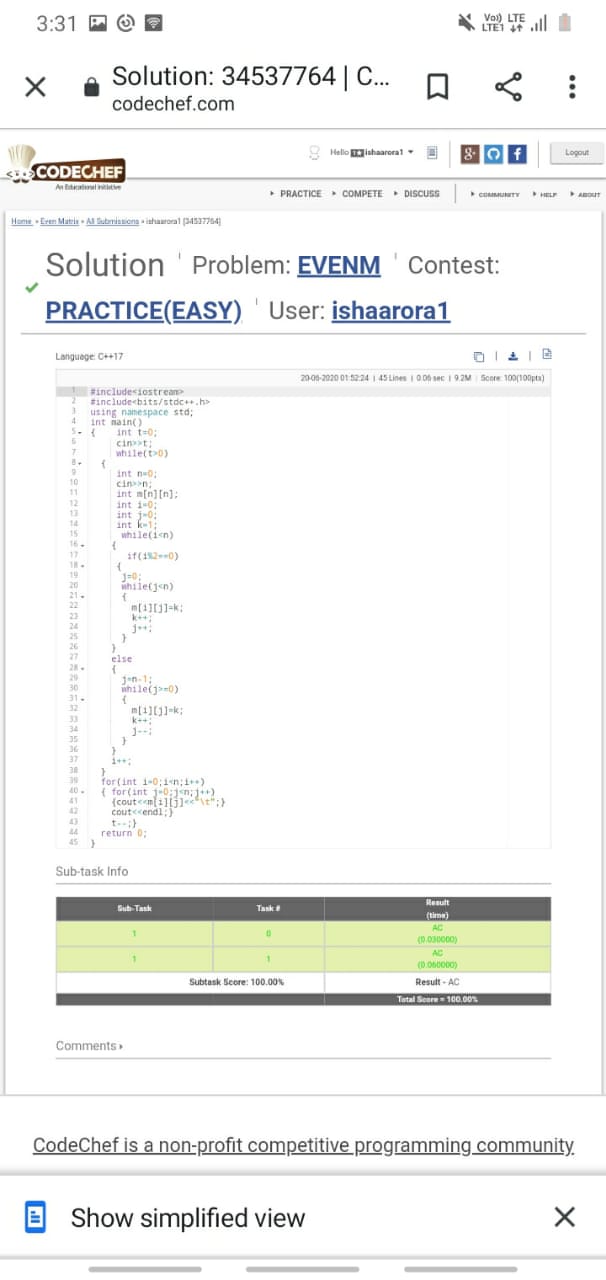 3:31 Vo)) LTE
LTE1
Solution: 34537764 | C...
codechef.com
CODECHEF
An Educational Initiative
Hello 1★ ishaarora1
8+ f
Logout
PRACTICE COMPETE DISCUSS COMMUNITY HELP ABOUT
Home » Even Matrix » All Submissions » ishaarora1 [34537764]
Solution Problem: EVENM Contest:
PRACTICE(EASY) User: ishaarora1
Language: C++17
20-06-2020 01:52:24 | 45 Lines | 0.06 sec | 9.2M | Score: 100(100pts)
1 #include<iostream>
2 #include<bits/stdc++.h>
3 using namespace std;
4 int main()
5 { int t=0;
6 cin>>t;
7 while(t>0)
8 {
9 int n=0;
10 cin>>n;
11 int m[n][n];
12 int i=0;
13 int j=0;
14 int k=1;
15 while(i<n)
16 {
17 if(i%2==0)
18 {
19 j=0;
20 while(j<n)
21 {
22 m[i][j]=k;
23 k++;
24 j++;
25 }
26 }
27 else
28 {
29 j=n-1;
30 while(j>=0)
31 {
32 m[i][j]=k;
33 k++;
34 j--;
35 }
36 }
37 i++;
38 }
39 for(int i=0;i<n;i++)
40 { for(int j=0;j<n;j++)
41 {cout<<m[i][j]<<"\t";}
42 cout<<endl;}
43 t--;}
44 return 0;
45 }
Sub-task Info
Sub-Task Task # Result
(time)
1 0 AC
(0.030000)
1 1 AC
(0.060000)
Subtask Score: 100.00% Result - AC
Total Score = 100.00%
Comments ›
CodeChef is a non-profit competitive programming community
Show simplified view